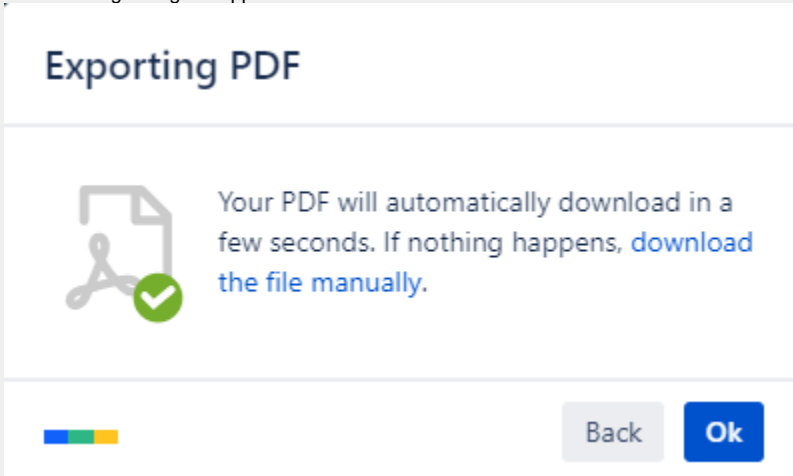 Exporting PDF
Your PDF will automatically download in a
few seconds. If nothing happens, download
the file manually.
Back
Ok